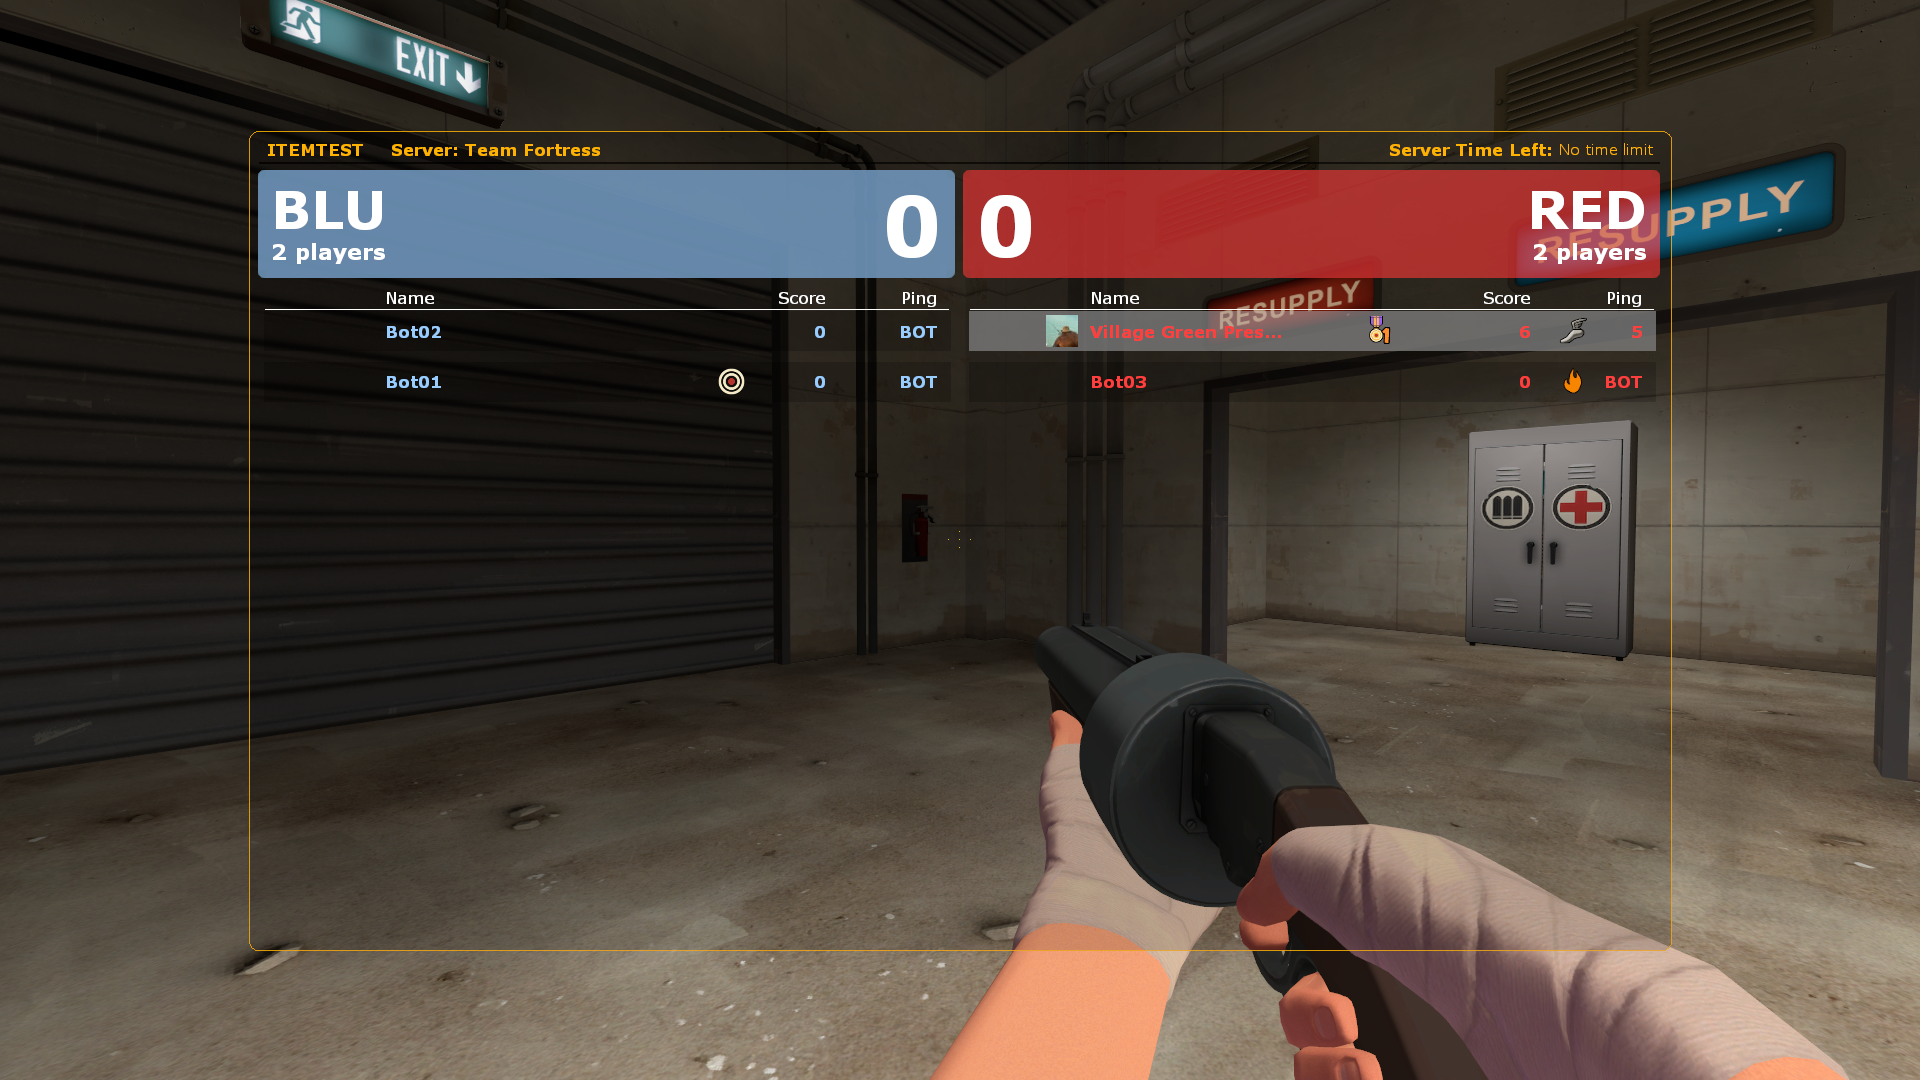 EXIT
ITEMTEST Server: Team Fortress
Server Time Left: No time limit
BLU
2 players
0
0
RED
2 players
RESUPPLY
RESUPPLY
Name Score Ping
Bot02 0 BOT
Bot01 0 BOT
Name Score Ping
Village Green Pres... 1 6 5
Bot03 0 BOT